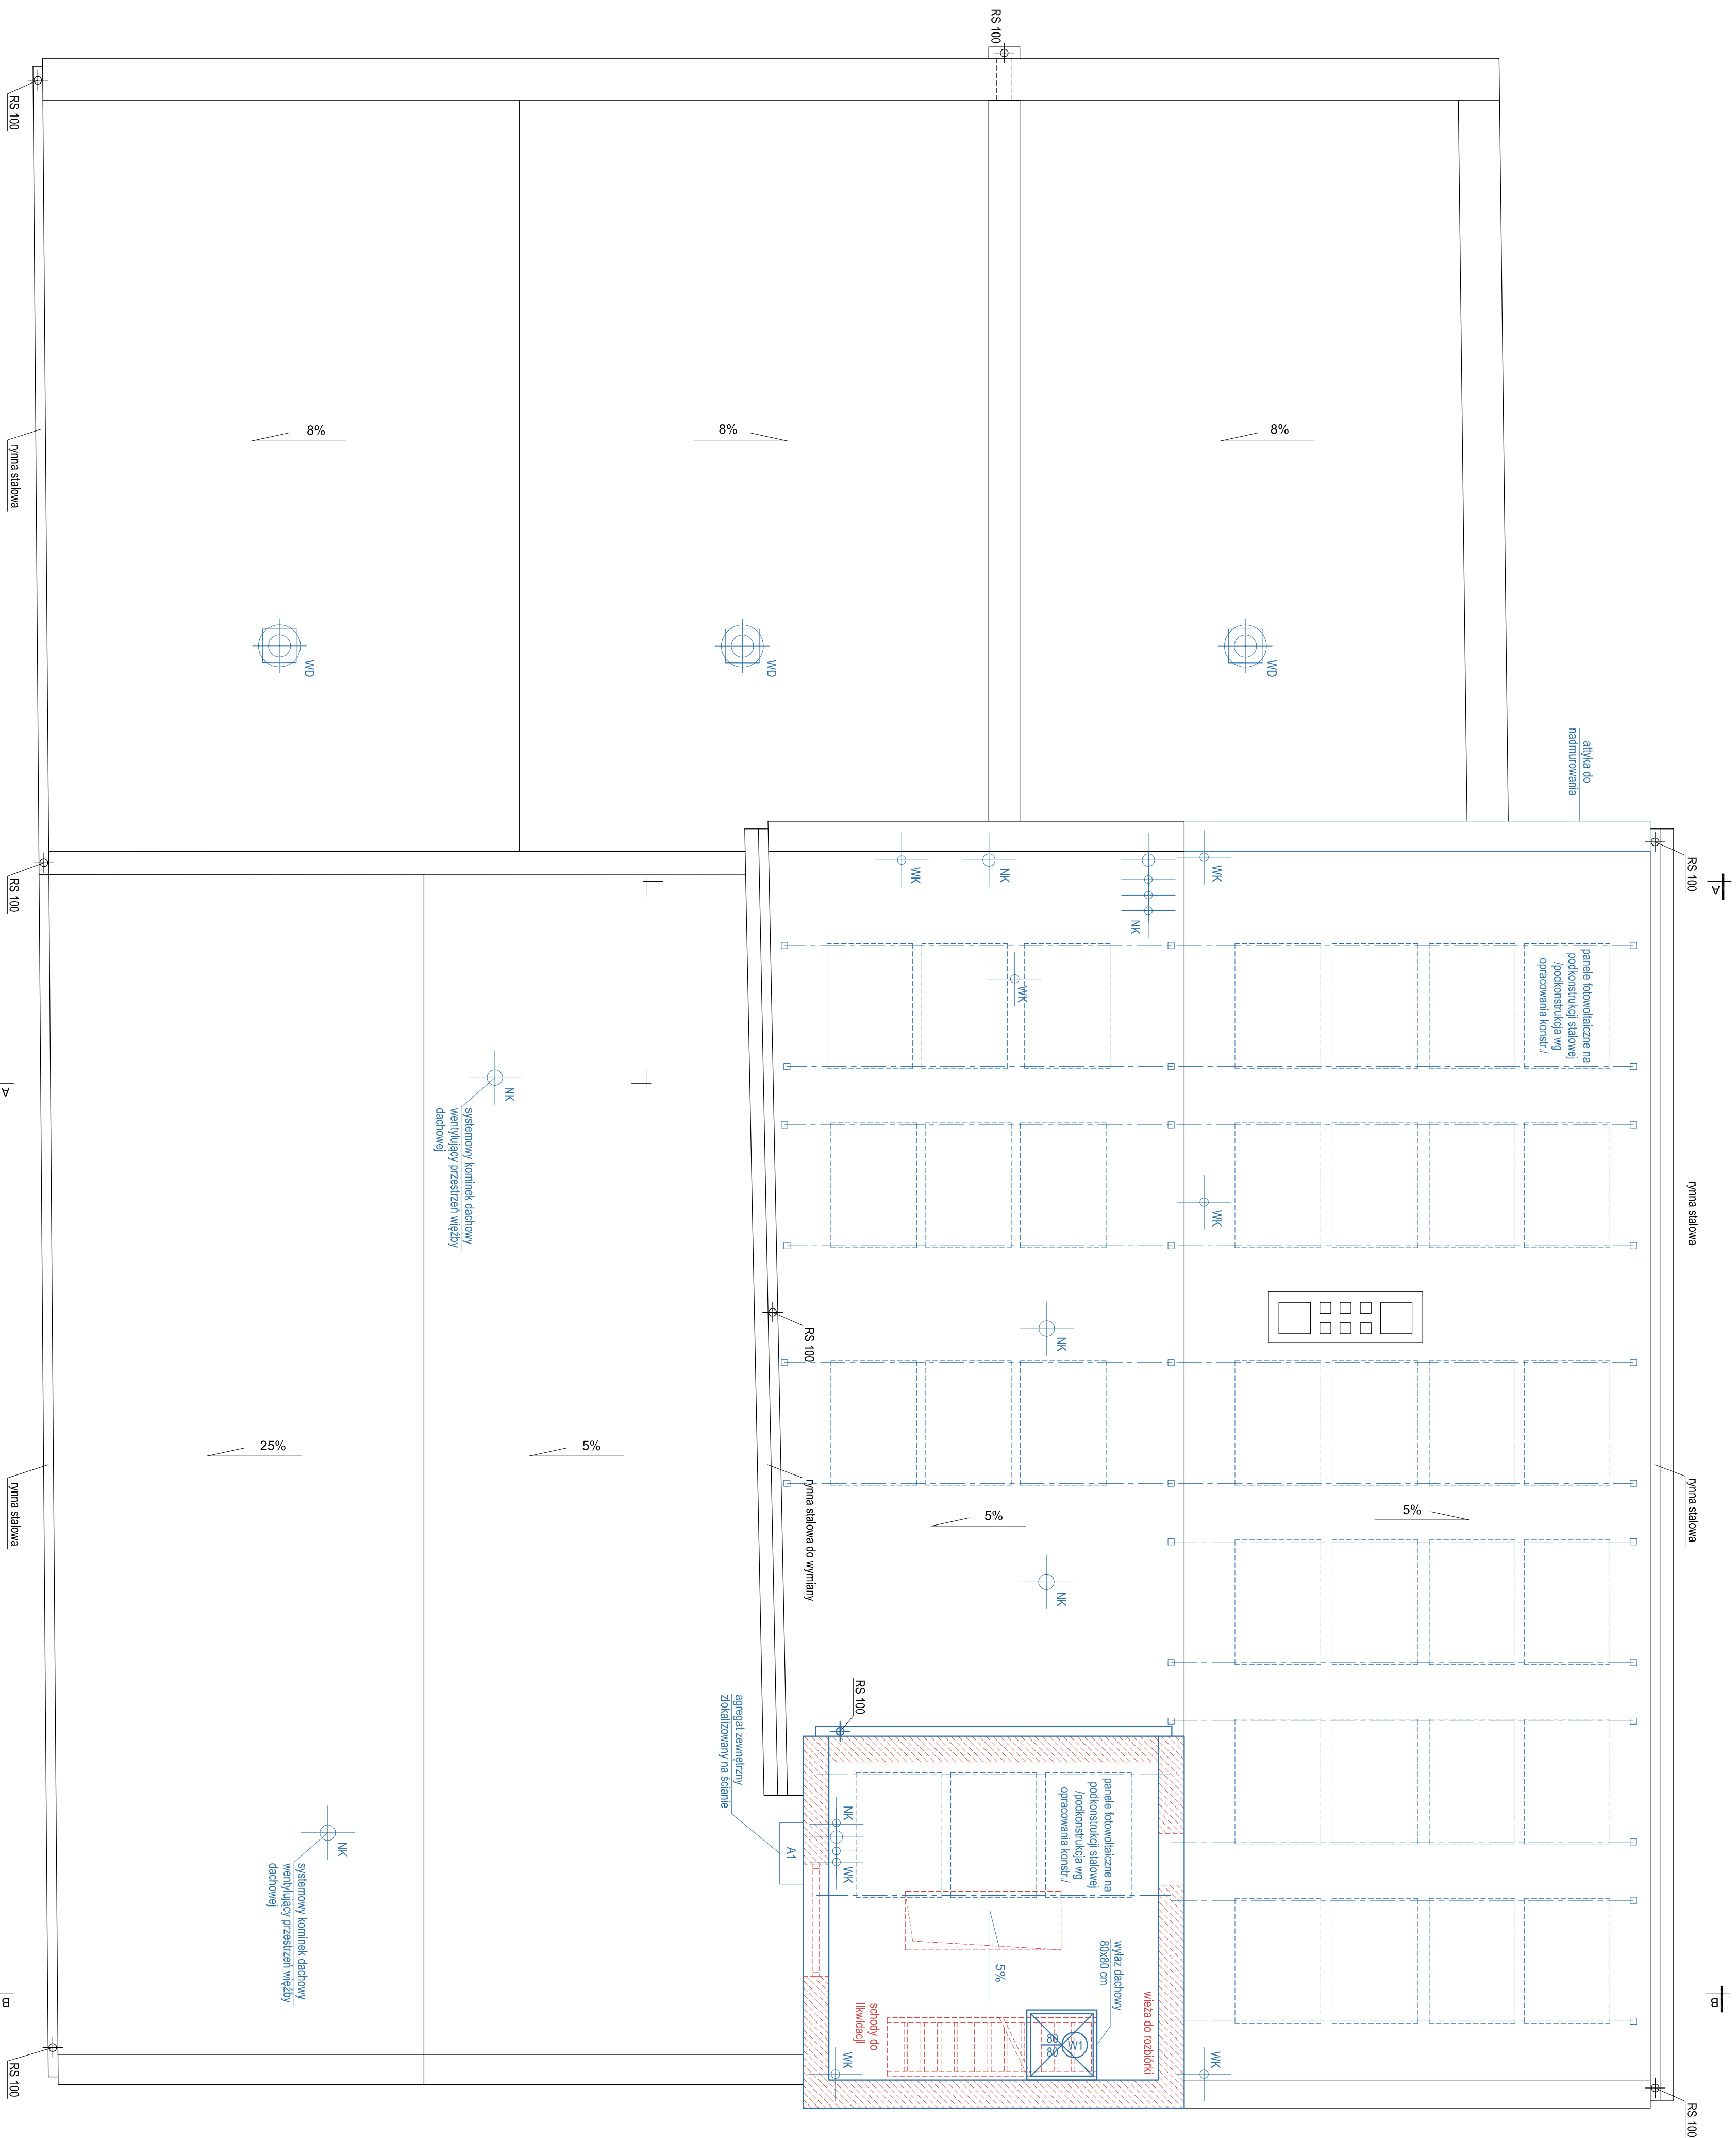 RS 100
RS 100
rynna stalowa
8%
8%
8%
WD
WD
WD
attyka do
nadmurowania
RS 100
A
RS 100
WK
NK
NK
WK
WK
panele fotowoltaiczne na
podkonstrukcji stalowej
/podkonstrukcja wg
opracowania konstr./
A
NK
systemowy kominek dachowy
wentylujący przestrzeń więźby
dachowej
WK
rynna stalowa
RS 100
NK
25%
5%
rynna stalowa
rynna stalowa do wymiany
5%
5%
rynna stalowa
NK
RS 100
agregat zewnętrzny
zlokalizowany na ścianie
panele fotowoltaiczne na
podkonstrukcji stalowej
/podkonstrukcja wg
opracowania konstr./
NK
A1
WK
NK
systemowy kominek dachowy
wentylujący przestrzeń więźby
dachowej
5%
wyłaz dachowy
80x80 cm
wieża do rozbiórki
schody do
likwidacji
W1
80
80
WK
WK
B
B
RS 100
RS 100